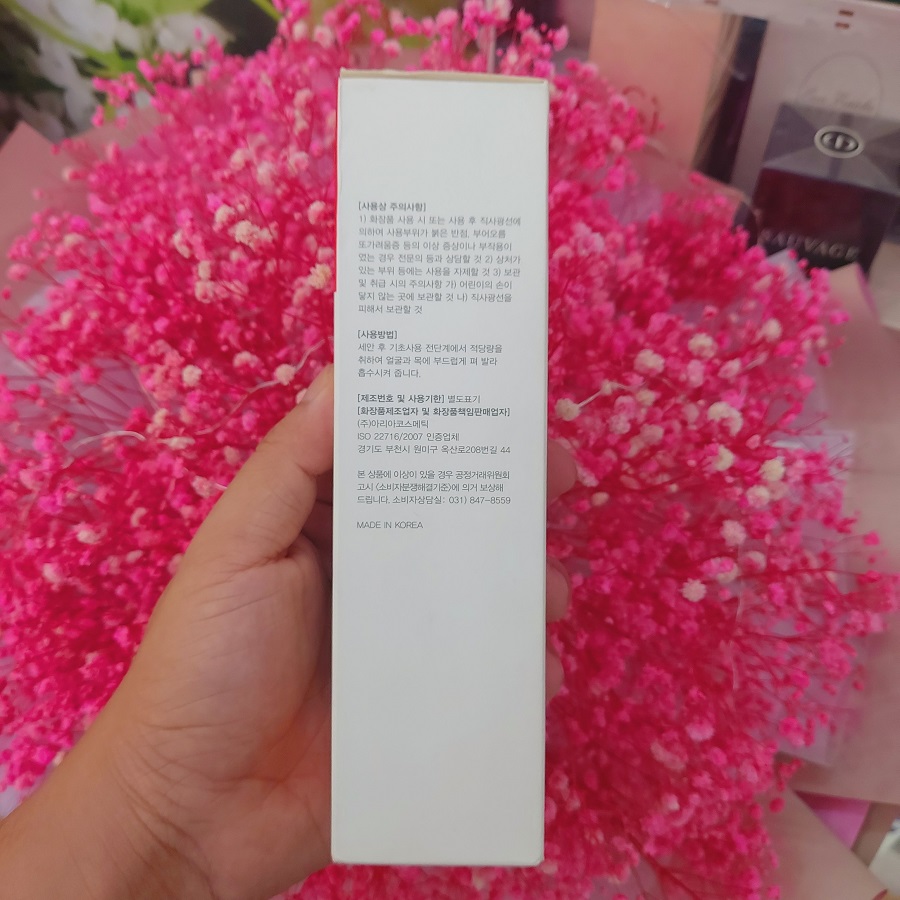 [사용상 주의사항]
1) 화장품 사용 시 또는 사용 후 직사광선에
의하여 사용부위가 붉은 반점, 부어오름
또가려움증 등의 이상 증상이나 부작용이
였는 경우 전문의 등과 상담할 것 2) 상처가
있는 부위 등에는 사용을 자제할 것 3) 보관
및 취급 시의 주의사항 가) 어린이의 손이
닿지 않는 곳에 보관할 것 나) 직사광선을
피해서 보관할 것
[사용방법]
세안 후 기초사용 전단계에서 적당량을
취하여 얼굴과 목에 부드럽게 펴 발라
흡수시켜 줍니다.
[제조번호 및 사용기한] 별도표기
[화장품제조업자 및 화장품책임판매업자]
(주)아리아코스메틱
ISO 22716/2007 인증업체
경기도 부천시 원미구 옥산로208번길 44
본 상품에 이상이 있을 경우 공정거래위원회
고시 (소비자분쟁해결기준)에 의거 보상해
드립니다. 소비자상담실: 031) 847-8559
MADE IN KOREA
SAUVAGE